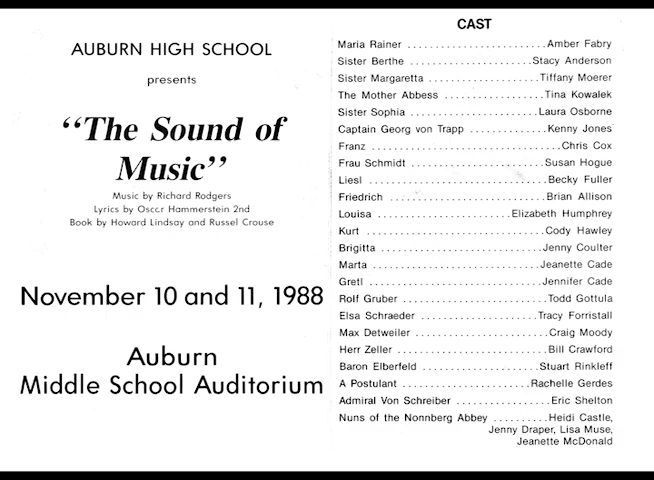 AUBURN HIGH SCHOOL
presents
“The Sound of
Music”
Music by Richard Rodgers
Lyrics by Oscar Hammerstein 2nd
Book by Howard Lindsay and Russel Crouse
November 10 and 11, 1988
Auburn
Middle School Auditorium
CAST
Maria Rainer ........................ Amber Fabry
Sister Berthe ........................ Stacy Anderson
Sister Margaretta ........................ Tiffany Moerer
The Mother Abbess ........................ Tina Kowalek
Sister Sophia ........................ Laura Osborne
Captain Georg von Trapp ........................ Kenny Jones
Franz ........................ Chris Cox
Frau Schmidt ........................ Susan Hogue
Liesl ........................ Becky Fuller
Friedrich ........................ Brian Allison
Louisa ........................ Elizabeth Humphrey
Kurt ........................ Cody Hawley
Brigitta ........................ Jenny Coulter
Marta ........................ Jeanette Cade
Gretl ........................ Jennifer Cade
Rolf Gruber ........................ Todd Gottula
Elsa Schraeder ........................ Tracy Forristall
Max Detweiler ........................ Craig Moody
Herr Zeller ........................ Bill Crawford
Baron Elberfeld ........................ Stuart Rinkleff
A Postulant ........................ Rachelle Gerdes
Admiral Von Schreiber ........................ Eric Shelton
Nuns of the Nonnberg Abbey .......... Heidi Castle,
Jenny Draper, Lisa Muse,
Jeanette McDonald